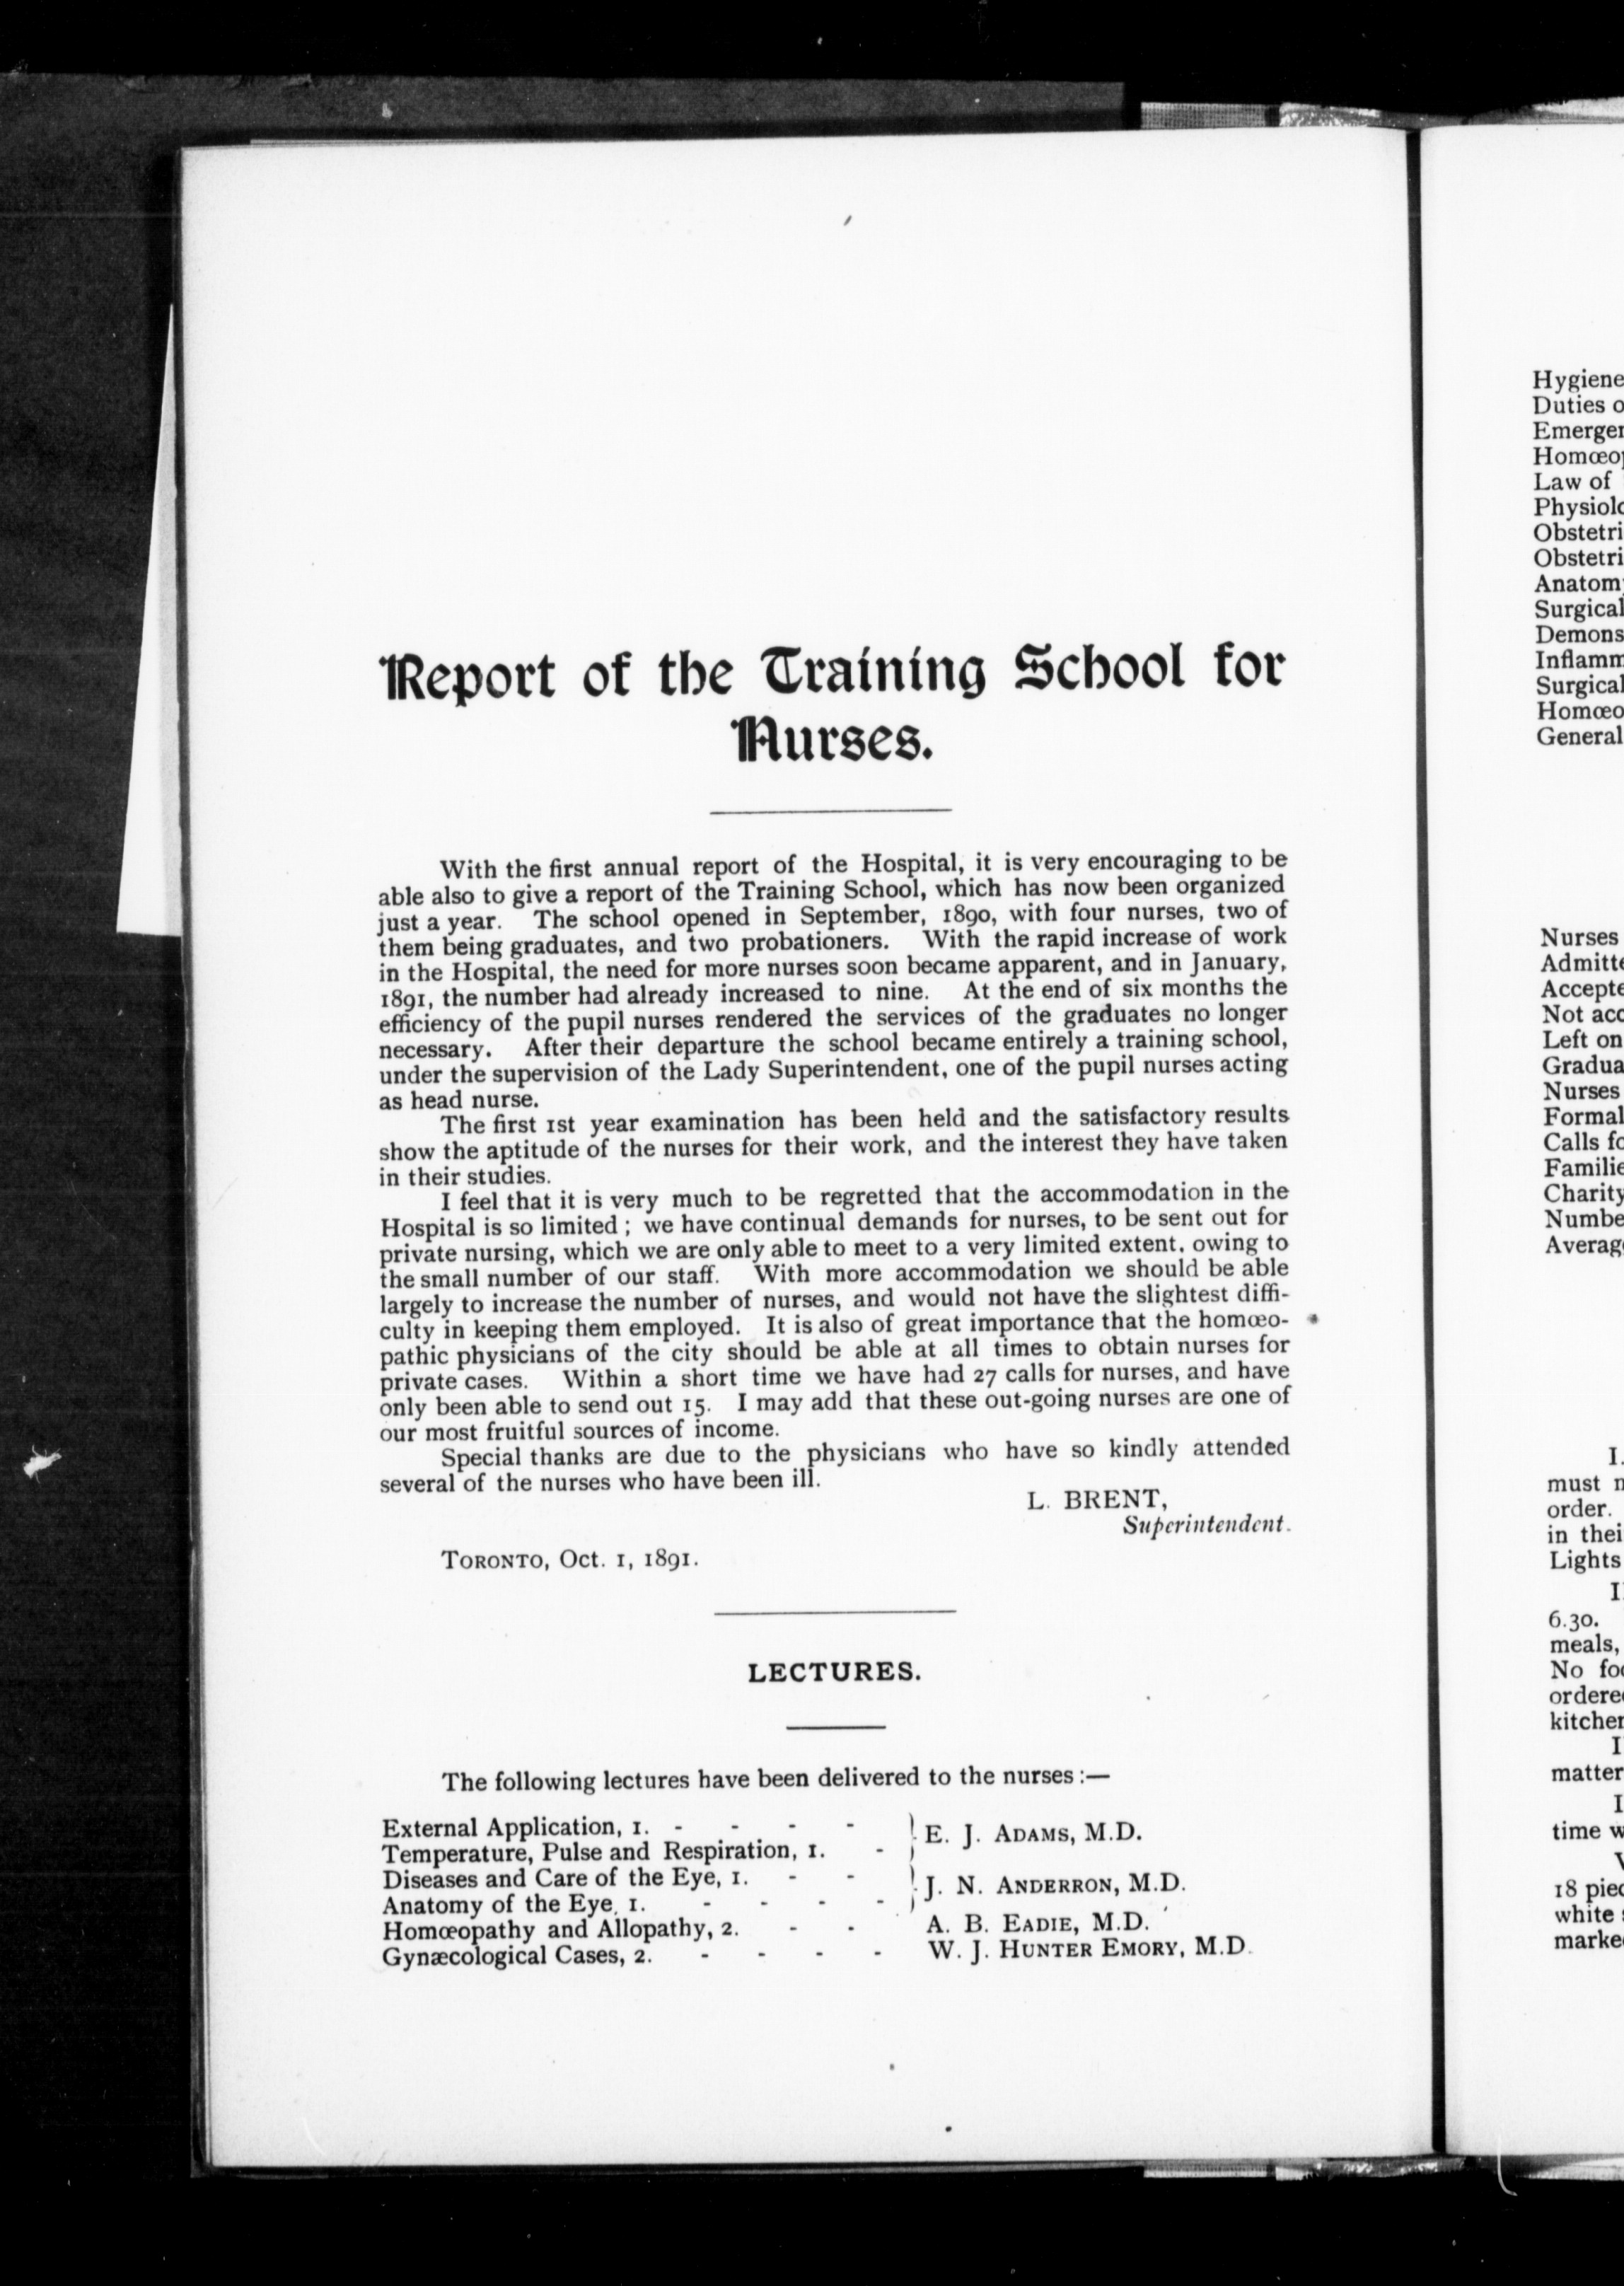 Report of the Training School for
Nurses.
With the first annual report of the Hospital, it is very encouraging to be
able also to give a report of the Training School, which has now been organized
just a year. The school opened in September, 1890, with four nurses, two of
them being graduates, and two probationers. With the rapid increase of work
in the Hospital, the need for more nurses soon became apparent, and in January,
1891, the number had already increased to nine. At the end of six months the
efficiency of the pupil nurses rendered the services of the graduates no longer
necessary. After their departure the school became entirely a training school,
under the supervision of the Lady Superintendent, one of the pupil nurses acting
as head nurse.
The first 1st year examination has been held and the satisfactory results
show the aptitude of the nurses for their work, and the interest they have taken
in their studies.
I feel that it is very much to be regretted that the accommodation in the
Hospital is so limited; we have continual demands for nurses, to be sent out for
private nursing, which we are only able to meet to a very limited extent. owing to
the small number of our staff. With more accommodation we should be able
largely to increase the number of nurses, and would not have the slightest diffi-
culty in keeping them employed. It is also of great importance that the homœo-
pathic physicians of the city should be able at all times to obtain nurses for
private cases. Within a short time we have had 27 calls for nurses, and have
only been able to send out 15. I may add that these out-going nurses are one of
our most fruitful sources of income.
Special thanks are due to the physicians who have so kindly attended
several of the nurses who have been ill.
L. BRENT,
Superintendent.
TORONTO, Oct. 1, 1891.
LECTURES.
The following lectures have been delivered to the nurses:—
External Application, 1. - - - -
Temperature, Pulse and Respiration, 1. - } E. J. ADAMS, M.D.
Diseases and Care of the Eye, 1. - -
Anatomy of the Eye, 1. - - - - } J. N. ANDERRON, M.D.
Homœopathy and Allopathy, 2. - - A. B. EADIE, M.D.
Gynæcological Cases, 2. - - - - W. J. HUNTER EMORY, M.D.
Hygiene
Duties o
Emerger
Homœop
Law of
Physiolo
Obstetri
Obstetri
Anatom
Surgical
Demons
Inflamm
Surgical
Homœo
General
Nurses
Admitte
Accepte
Not acc
Left on
Gradua
Nurses
Formal
Calls fo
Familie
Charity
Numbe
Averag
I.
must n
order.
in thei
Lights
6.30.
meals,
No foo
ordere
kitchen
matter
time w
18 piec
white
marke